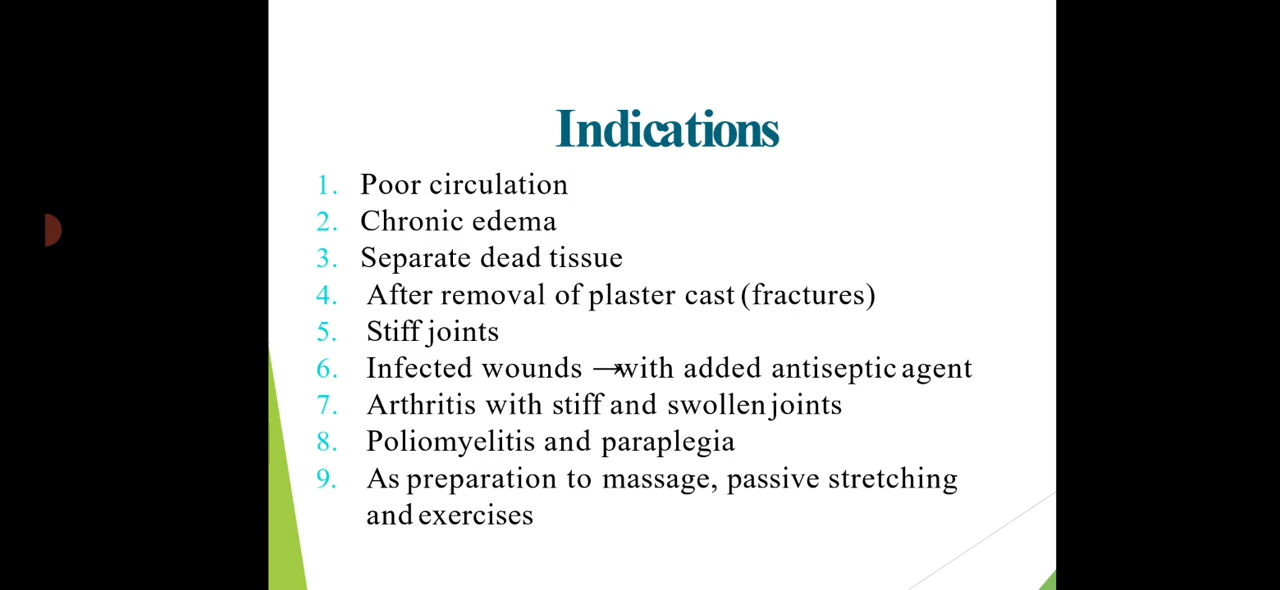 Indications
1. Poor circulation
2. Chronic edema
3. Separate dead tissue
4. After removal of plaster cast (fractures)
5. Stiff joints
6. Infected wounds →with added antiseptic agent
7. Arthritis with stiff and swollen joints
8. Poliomyelitis and paraplegia
9. As preparation to massage, passive stretching
and exercises